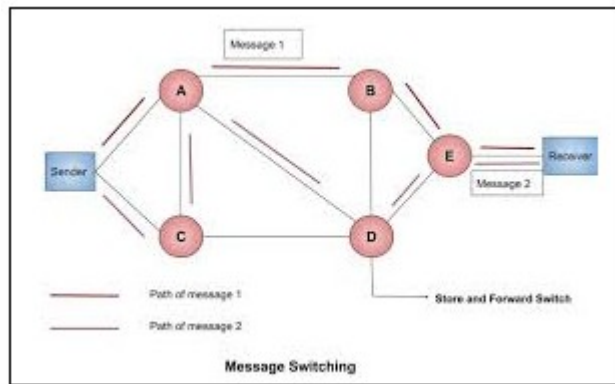 Message 1
A
B
Sender
E
Receiver
Message 2
C
D
Path of message 1
Store and Forward Switch
Path of message 2
Message Switching